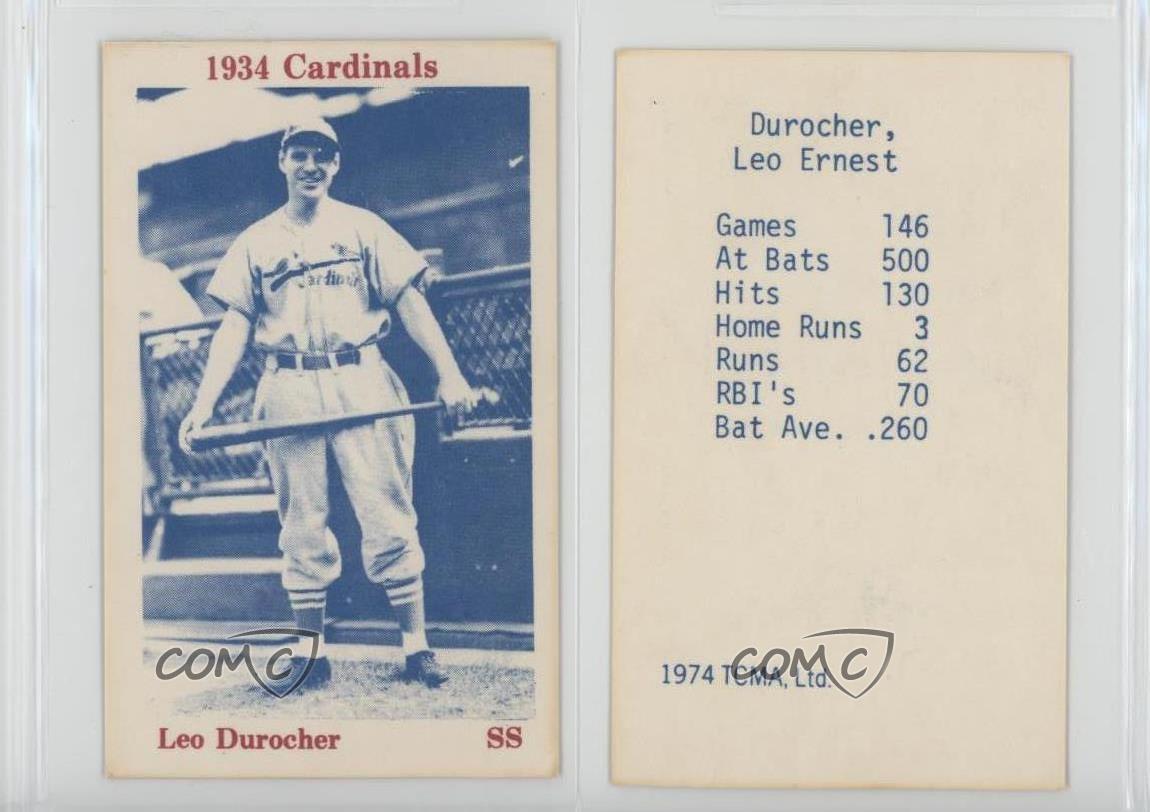 1934 Cardinals
Cardinals
COMC
Leo Durocher SS
Durocher,
Leo Ernest
Games 146
At Bats 500
Hits 130
Home Runs 3
Runs 62
RBI's 70
Bat Ave. .260
COMC
1974 TCMA, Ltd.